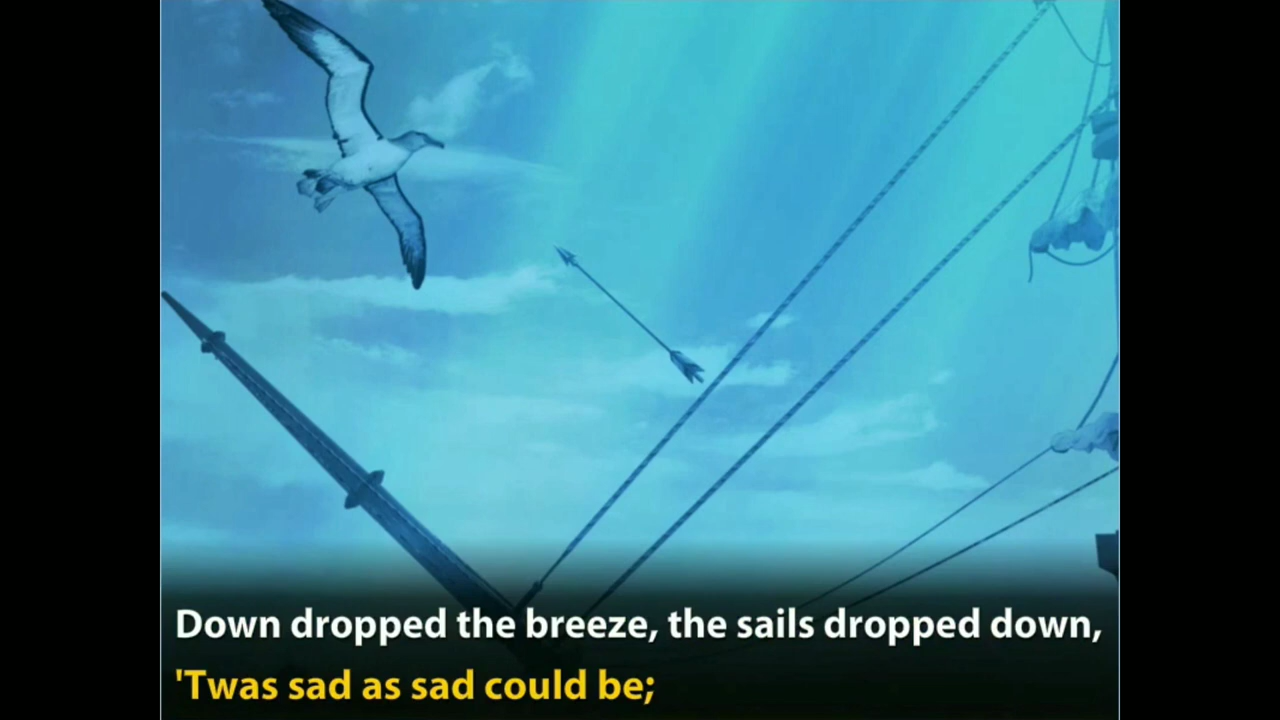 Down dropped the breeze, the sails dropped down,
'Twas sad as sad could be;